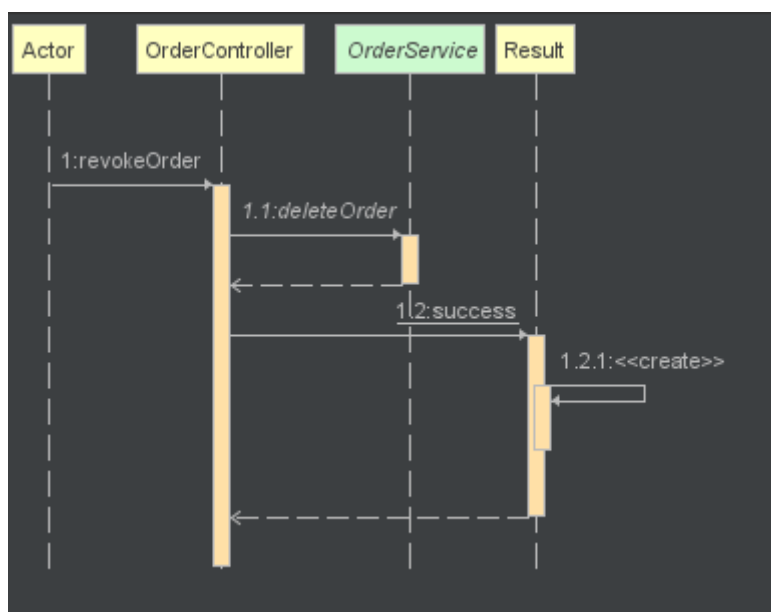 Actor
OrderController
OrderService
Result
1:revokeOrder
1.1:deleteOrder
1.2:success
1.2.1:<<create>>